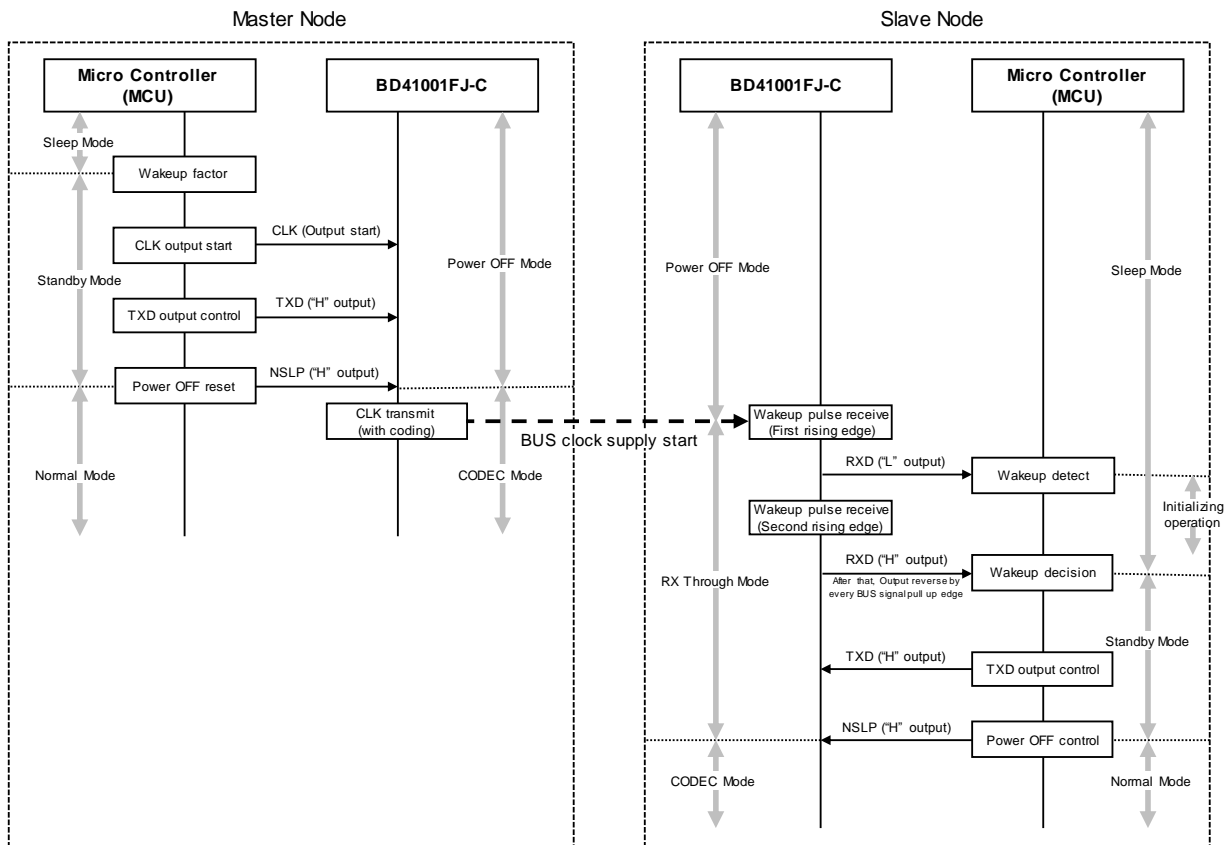 Master Node
Micro Controller
(MCU)
BD41001FJ-C
Sleep Mode
Wakeup factor
CLK output start
CLK (Output start)
Power OFF Mode
Standby Mode
TXD output control
TXD (“H” output)
Power OFF reset
NSLP (“H” output)
CLK transmit
(with coding)
BUS clock supply start
Normal Mode
CODEC Mode
Slave Node
BD41001FJ-C
Micro Controller
(MCU)
Power OFF Mode
Sleep Mode
Wakeup pulse receive
(First rising edge)
RXD (“L” output)
Wakeup detect
Wakeup pulse receive
(Second rising edge)
Initializing
operation
RXD (“H” output)
After that, Output reverse by
every BUS signal pull up edge
Wakeup decision
RX Through Mode
Standby Mode
TXD (“H” output)
TXD output control
NSLP (“H” output)
Power OFF control
CODEC Mode
Normal Mode